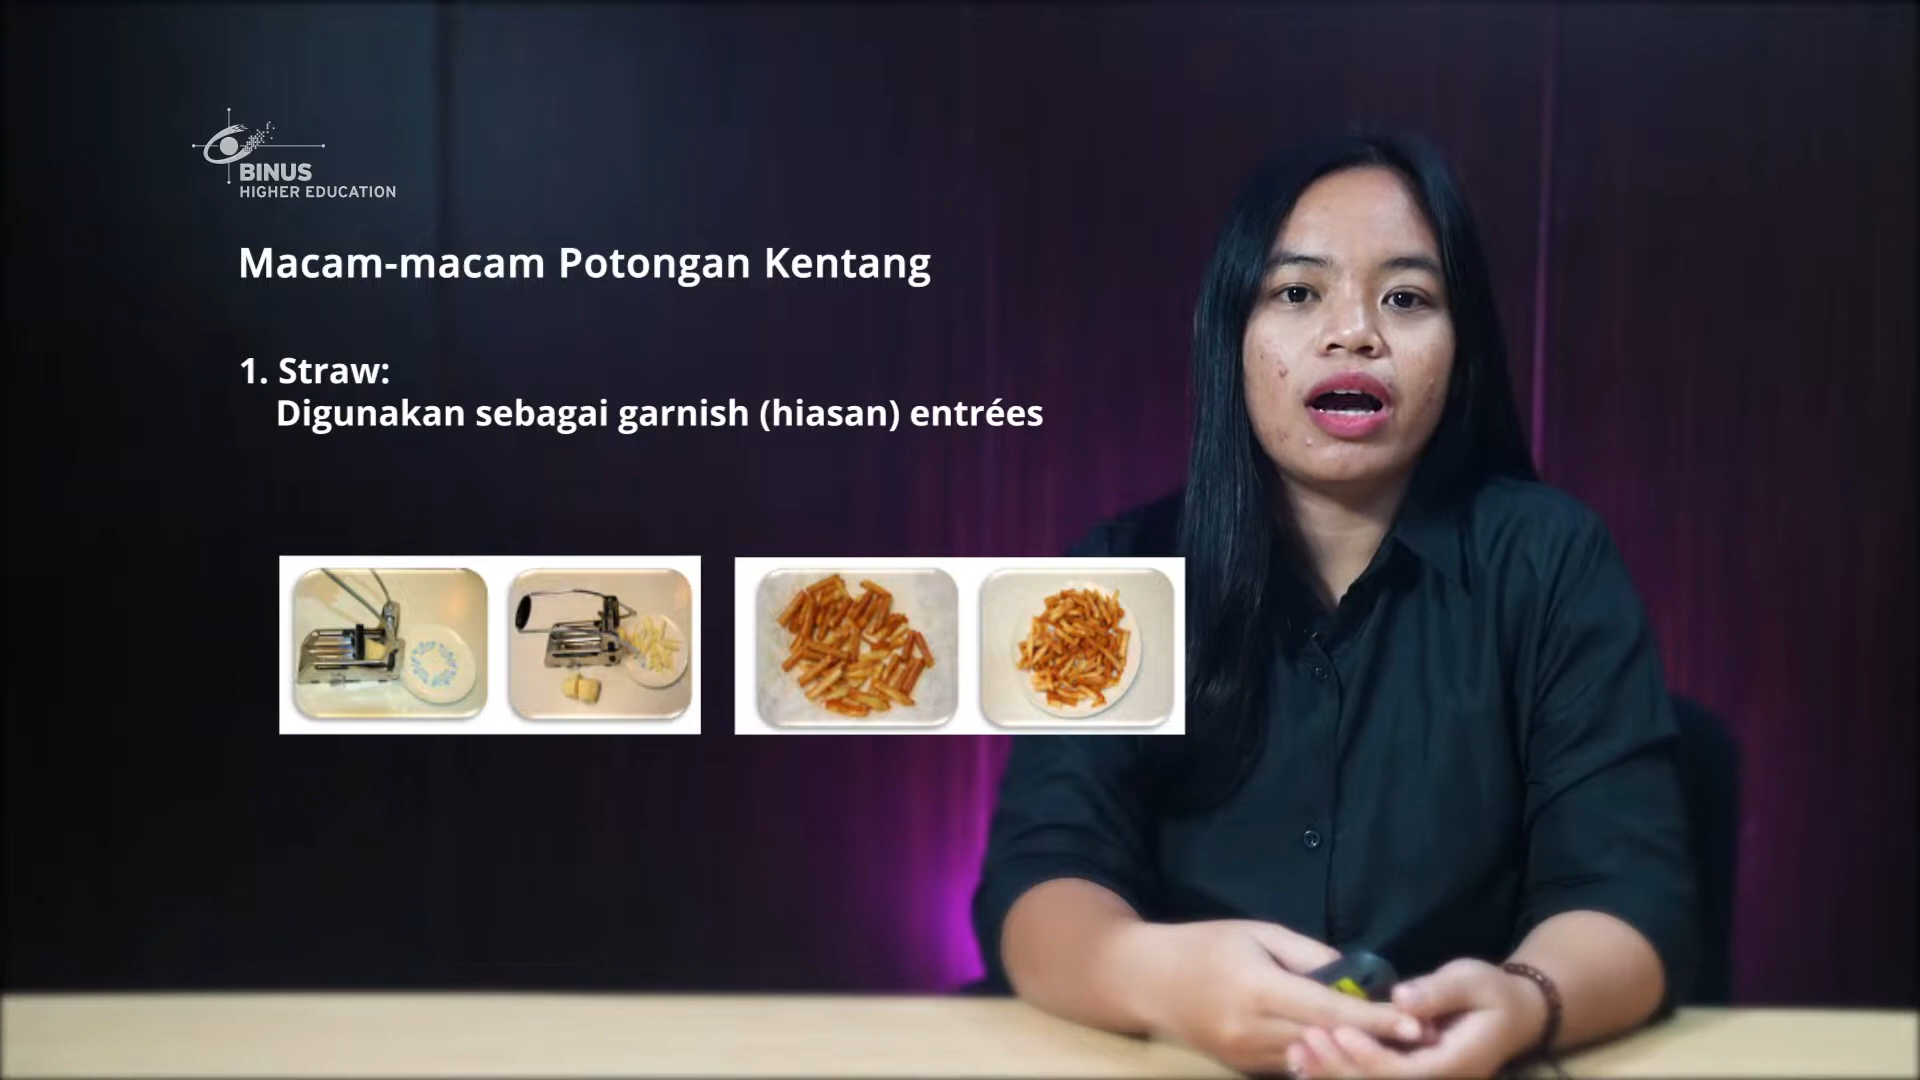 BINUS
HIGHER EDUCATION
Macam-macam Potongan Kentang
1. Straw:
Digunakan sebagai garnish (hiasan) entrées